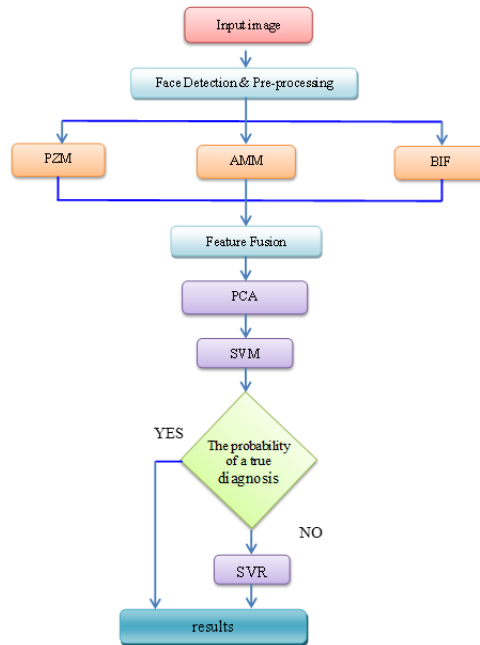 Input image
Face Detection & Pre-processing
PZM
AMM
BIF
Feature Fusion
PCA
SVM
YES
The probability
of a true
diagnosis
NO
SVR
results